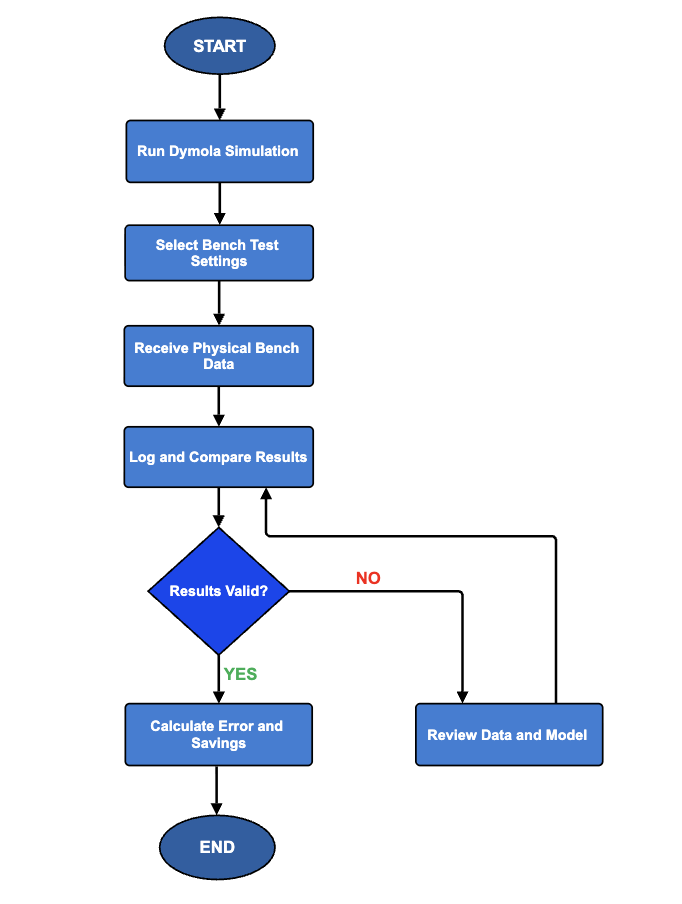 START
Run Dymola Simulation
Select Bench Test
Settings
Receive Physical Bench
Data
Log and Compare Results
Results Valid?
NO
YES
Calculate Error and
Savings
Review Data and Model
END